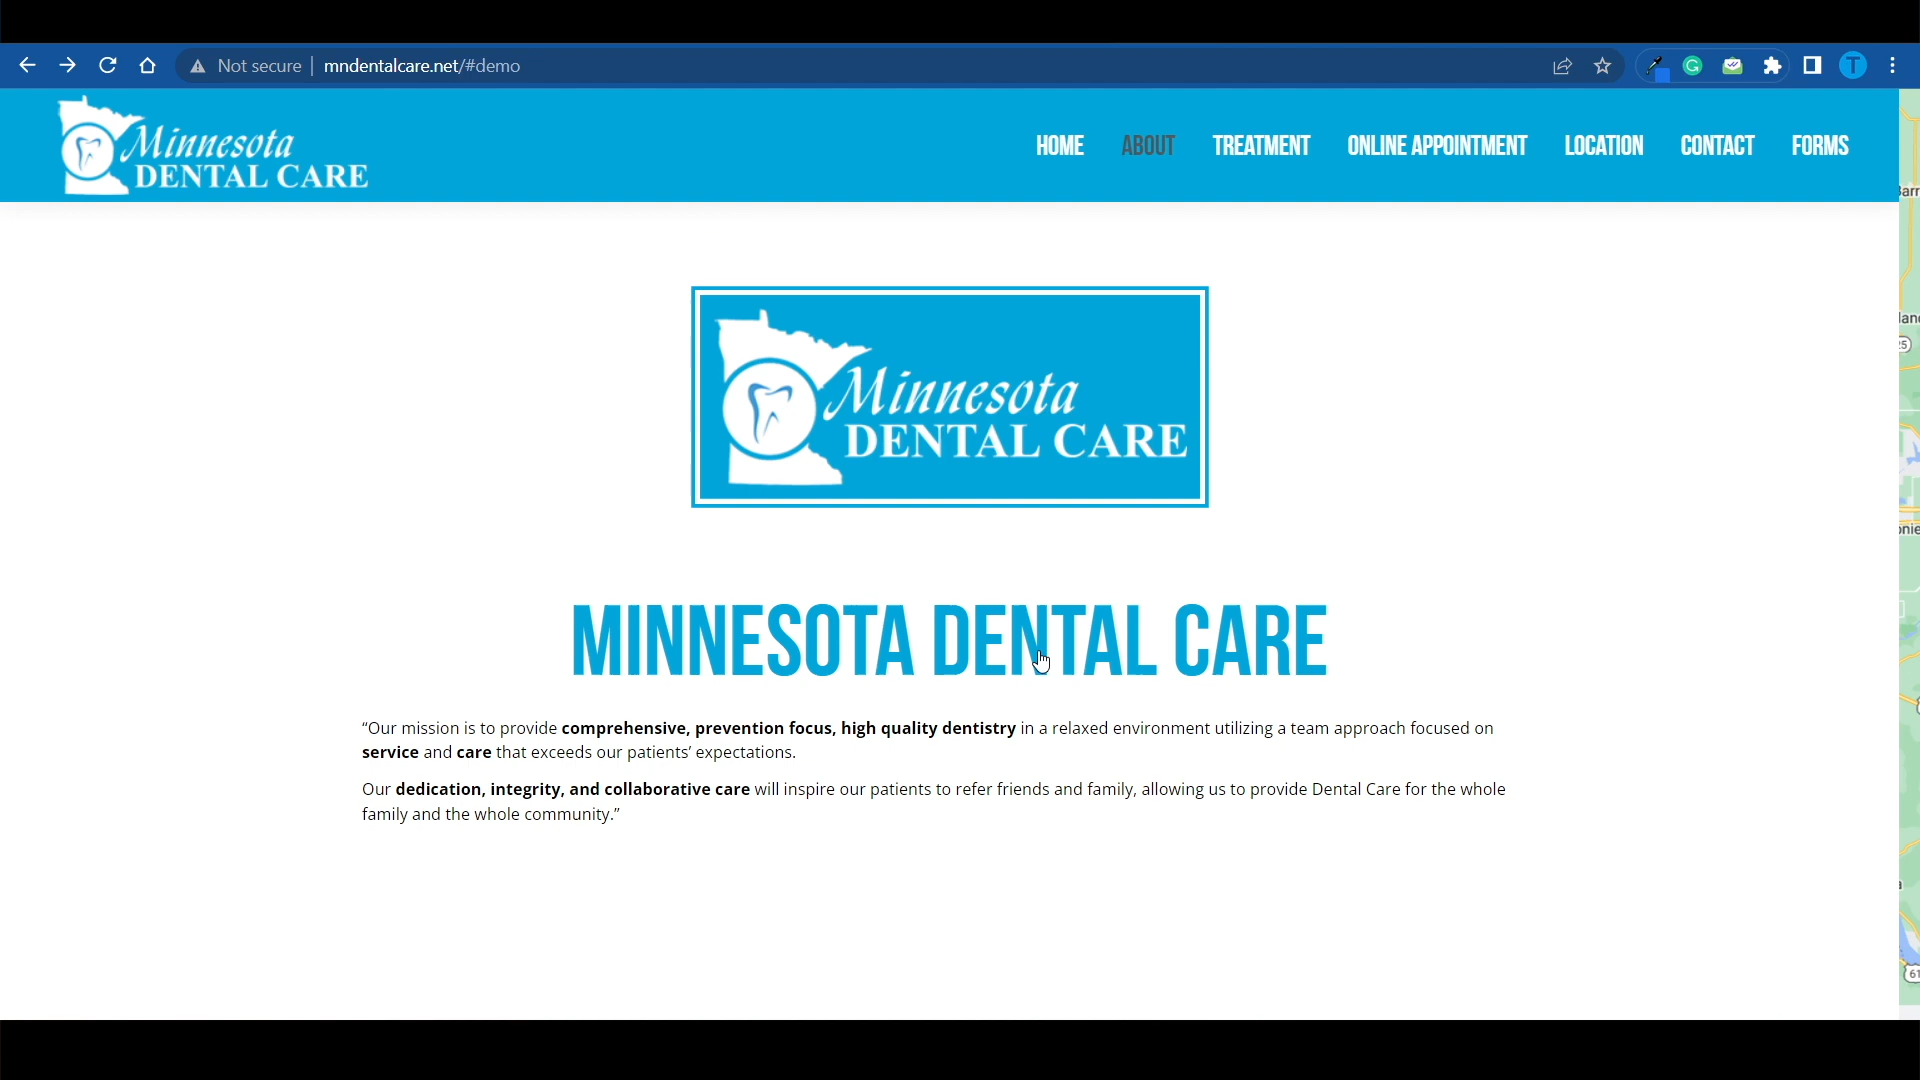 Not secure | mndentalcare.net/#demo
T
Minnesota
DENTAL CARE
HOME ABOUT TREATMENT ONLINE APPOINTMENT LOCATION CONTACT FORMS
Minnesota
DENTAL CARE
MINNESOTA DENTAL CARE
“Our mission is to provide comprehensive, prevention focus, high quality dentistry in a relaxed environment utilizing a team approach focused on
service and care that exceeds our patients’ expectations.
Our dedication, integrity, and collaborative care will inspire our patients to refer friends and family, allowing us to provide Dental Care for the whole
family and the whole community.”
61